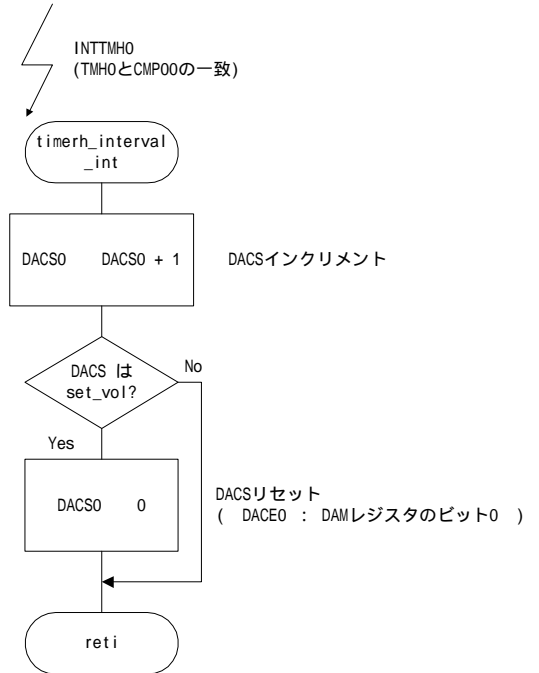 INTTMH0
(TMH0とCMP00の一致)
timerh_interval
_int
DACS0 DACS0 + 1
DACSインクリメント
DACS は
set_vol?
No
Yes
DACS0 0
DACSリセット
( DACE0 : DAMレジスタのビット0 )
reti